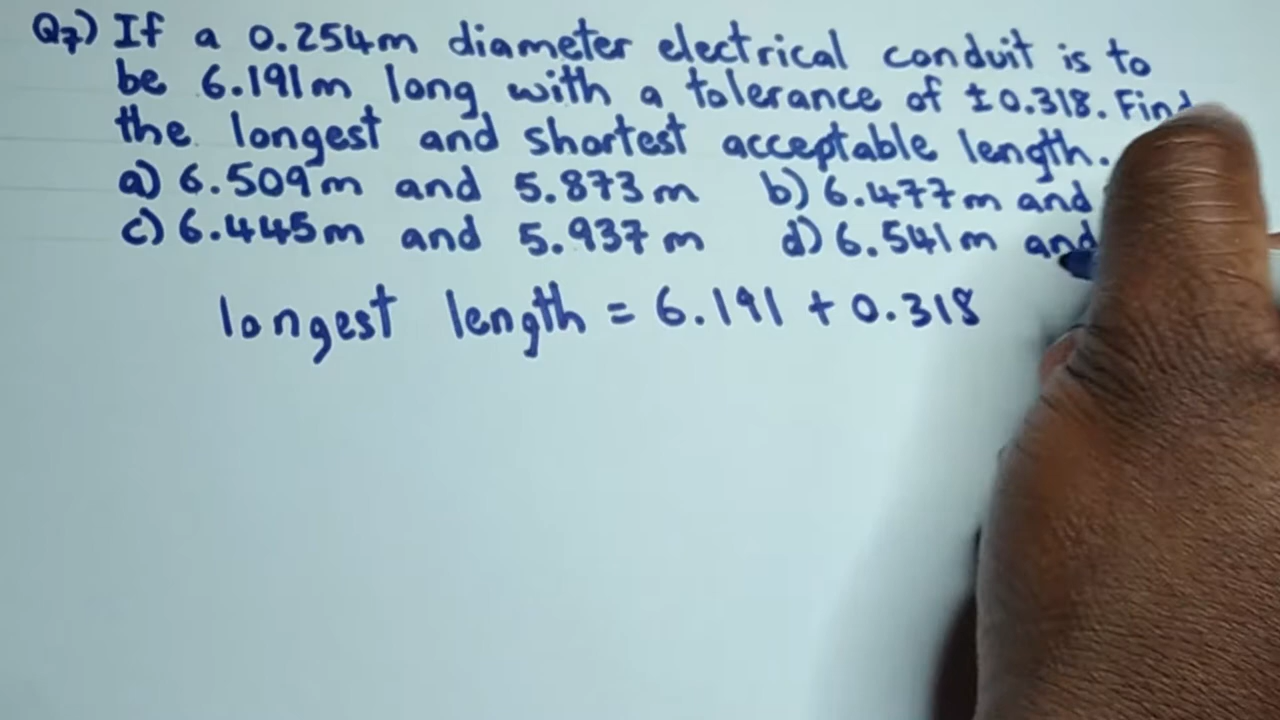 Q7) If a 0.254m diameter electrical conduit is to
be 6.191m long with a tolerance of ±0.318. Find
the longest and shortest acceptable length.
a) 6.509m and 5.873m b) 6.477m and
c) 6.445m and 5.937m d) 6.541m and
longest length = 6.191 + 0.318